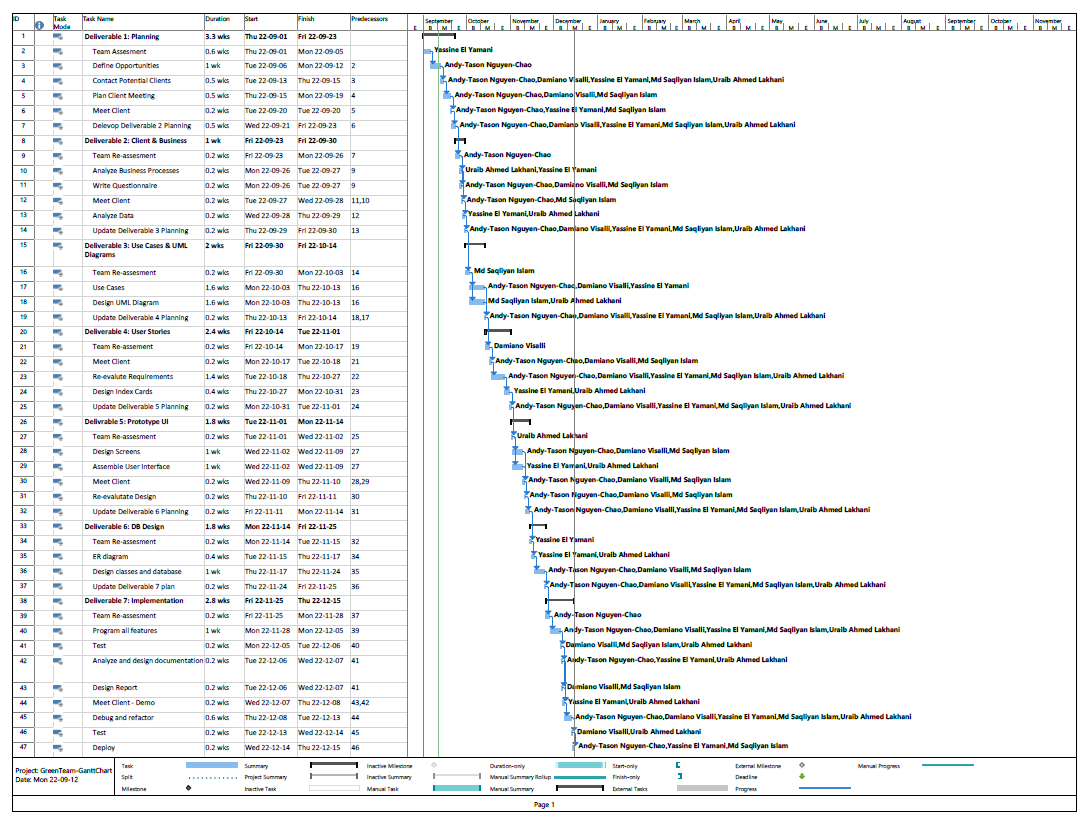 ID Task Mode Task Name Duration Start Finish Predecessors
September October November December January February March April May June July August September October November
E B M E B M E B M E B M E B M E B M E B M E B M E B M E B M E B M E B M E B M E B M E B M E
1 Deliverable 1: Planning 3.3 wks Thu 22-09-01 Fri 22-09-23
2 Team Assesment 0.6 wks Thu 22-09-01 Mon 22-09-05 Yassine El Yamani
3 Define Opportunities 1 wk Tue 22-09-06 Mon 22-09-12 2 Andy-Tason Nguyen-Chao
4 Contact Potential Clients 0.5 wks Tue 22-09-13 Thu 22-09-15 3 Andy-Tason Nguyen-Chao,Damiano Visalli,Yassine El Yamani,Md Saqliyan Islam,Uraib Ahmed Lakhani
5 Plan Client Meeting 0.5 wks Thu 22-09-15 Mon 22-09-19 4 Andy-Tason Nguyen-Chao,Damiano Visalli,Md Saqliyan Islam
6 Meet Client 0.2 wks Tue 22-09-20 Tue 22-09-20 5 Andy-Tason Nguyen-Chao,Yassine El Yamani,Md Saqliyan Islam
7 Delevop Deliverable 2 Planning 0.5 wks Wed 22-09-21 Fri 22-09-23 6 Andy-Tason Nguyen-Chao,Damiano Visalli,Yassine El Yamani,Md Saqliyan Islam,Uraib Ahmed Lakhani
8 Deliverable 2: Client & Business 1 wk Fri 22-09-23 Fri 22-09-30
9 Team Re-assesment 0.2 wks Fri 22-09-23 Mon 22-09-26 7 Andy-Tason Nguyen-Chao
10 Analyze Business Processes 0.2 wks Mon 22-09-26 Tue 22-09-27 9 Uraib Ahmed Lakhani,Yassine El Yamani
11 Write Questionnaire 0.2 wks Mon 22-09-26 Tue 22-09-27 9 Andy-Tason Nguyen-Chao,Damiano Visalli,Md Saqliyan Islam
12 Meet Client 0.2 wks Tue 22-09-27 Wed 22-09-28 11,10 Andy-Tason Nguyen-Chao,Md Saqliyan Islam
13 Analyze Data 0.2 wks Wed 22-09-28 Thu 22-09-29 12 Yassine El Yamani,Uraib Ahmed Lakhani
14 Update Deliverable 3 Planning 0.2 wks Thu 22-09-29 Fri 22-09-30 13 Andy-Tason Nguyen-Chao,Damiano Visalli,Yassine El Yamani,Md Saqliyan Islam,Uraib Ahmed Lakhani
15 Deliverable 3: Use Cases & UML 2 wks Fri 22-09-30 Fri 22-10-14
Diagrams
16 Team Re-assesment 0.2 wks Fri 22-09-30 Mon 22-10-03 14 Md Saqliyan Islam
17 Use Cases 1.6 wks Mon 22-10-03 Thu 22-10-13 16 Andy-Tason Nguyen-Chao,Damiano Visalli,Yassine El Yamani
18 Design UML Diagram 1.6 wks Mon 22-10-03 Thu 22-10-13 16 Md Saqliyan Islam,Uraib Ahmed Lakhani
19 Update Deliverable 4 Planning 0.2 wks Thu 22-10-13 Fri 22-10-14 18,17 Andy-Tason Nguyen-Chao,Damiano Visalli,Yassine El Yamani,Md Saqliyan Islam,Uraib Ahmed Lakhani
20 Deliverable 4: User Stories 2.4 wks Fri 22-10-14 Tue 22-11-01
21 Team Re-assement 0.2 wks Fri 22-10-14 Mon 22-10-17 19 Damiano Visalli
22 Meet Client 0.2 wks Mon 22-10-17 Tue 22-10-18 21 Andy-Tason Nguyen-Chao,Damiano Visalli,Md Saqliyan Islam
23 Re-evalute Requirements 1.4 wks Tue 22-10-18 Thu 22-10-27 22 Andy-Tason Nguyen-Chao,Damiano Visalli,Yassine El Yamani,Md Saqliyan Islam,Uraib Ahmed Lakhani
24 Design Index Cards 0.4 wks Thu 22-10-27 Mon 22-10-31 23 Yassine El Yamani,Uraib Ahmed Lakhani
25 Update Deliverable 5 Planning 0.2 wks Mon 22-10-31 Tue 22-11-01 24 Andy-Tason Nguyen-Chao,Damiano Visalli,Yassine El Yamani,Md Saqliyan Islam,Uraib Ahmed Lakhani
26 Deliverable 5: Prototype UI 1.8 wks Tue 22-11-01 Mon 22-11-14
27 Team Re-assesment 0.2 wks Tue 22-11-01 Wed 22-11-02 25 Uraib Ahmed Lakhani
28 Design Screens 1 wk Wed 22-11-02 Wed 22-11-09 27 Andy-Tason Nguyen-Chao,Damiano Visalli,Md Saqliyan Islam
29 Assemble User Interface 1 wk Wed 22-11-02 Wed 22-11-09 27 Yassine El Yamani,Uraib Ahmed Lakhani
30 Meet Client 0.2 wks Wed 22-11-09 Thu 22-11-10 28,29 Andy-Tason Nguyen-Chao,Damiano Visalli,Md Saqliyan Islam
31 Re-evalutate Design 0.2 wks Thu 22-11-10 Fri 22-11-11 30 Andy-Tason Nguyen-Chao,Damiano Visalli,Md Saqliyan Islam
32 Update Deliverable 6 Planning 0.2 wks Fri 22-11-11 Mon 22-11-14 31 Andy-Tason Nguyen-Chao,Damiano Visalli,Yassine El Yamani,Md Saqliyan Islam,Uraib Ahmed Lakhani
33 Deliverable 6: DB Design 1.8 wks Mon 22-11-14 Fri 22-11-25
34 Team Re-assesment 0.2 wks Mon 22-11-14 Tue 22-11-15 32 Yassine El Yamani
35 ER diagram 0.4 wks Tue 22-11-15 Thu 22-11-17 34 Yassine El Yamani,Uraib Ahmed Lakhani
36 Design classes and database 1 wk Thu 22-11-17 Thu 22-11-24 35 Andy-Tason Nguyen-Chao,Damiano Visalli,Md Saqliyan Islam
37 Update Deliverable 7 plan 0.2 wks Thu 22-11-24 Fri 22-11-25 36 Andy-Tason Nguyen-Chao,Damiano Visalli,Yassine El Yamani,Md Saqliyan Islam,Uraib Ahmed Lakhani
38 Deliverable 7: Implementation 2.8 wks Fri 22-11-25 Thu 22-12-15
39 Team Re-assesment 0.2 wks Fri 22-11-25 Mon 22-11-28 37 Andy-Tason Nguyen-Chao
40 Program all features 1 wk Mon 22-11-28 Mon 22-12-05 39 Andy-Tason Nguyen-Chao,Damiano Visalli,Yassine El Yamani,Md Saqliyan Islam,Uraib Ahmed Lakhani
41 Test 0.2 wks Mon 22-12-05 Tue 22-12-06 40 Damiano Visalli,Md Saqliyan Islam,Uraib Ahmed Lakhani
42 Analyze and design documentation 0.2 wks Tue 22-12-06 Wed 22-12-07 41 Andy-Tason Nguyen-Chao,Yassine El Yamani,Uraib Ahmed Lakhani
43 Design Report 0.2 wks Tue 22-12-06 Wed 22-12-07 41 Damiano Visalli,Md Saqliyan Islam
44 Meet Client - Demo 0.2 wks Wed 22-12-07 Thu 22-12-08 43,42 Yassine El Yamani,Uraib Ahmed Lakhani
45 Debug and refactor 0.6 wks Thu 22-12-08 Tue 22-12-13 44 Andy-Tason Nguyen-Chao,Damiano Visalli,Yassine El Yamani,Md Saqliyan Islam,Uraib Ahmed Lakhani
46 Test 0.2 wks Tue 22-12-13 Wed 22-12-14 45 Damiano Visalli,Uraib Ahmed Lakhani
47 Deploy 0.2 wks Wed 22-12-14 Thu 22-12-15 46 Andy-Tason Nguyen-Chao,Yassine El Yamani,Md Saqliyan Islam
Project: GreenTeam-GanttChart
Date: Mon 22-09-12
Task Summary Inactive Milestone Duration-only Start-only External Milestone Manual Progress
Split Project Summary Inactive Summary Manual Summary Rollup Finish-only Deadline
Milestone Inactive Task Manual Task Manual Summary External Tasks Progress
Page 1